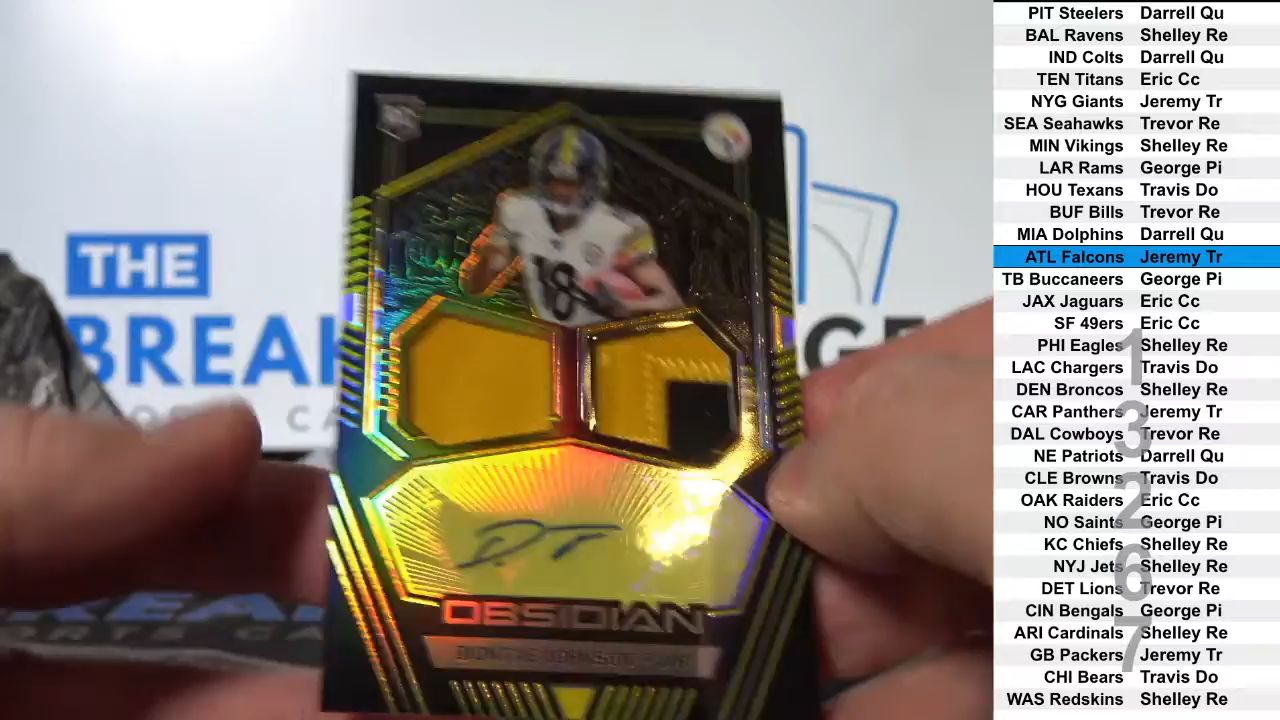 THE
BREAK
GE
18
OBSIDIAN
PIT Steelers Darrell Qu
BAL Ravens Shelley Re
IND Colts Darrell Qu
TEN Titans Eric Cc
NYG Giants Jeremy Tr
SEA Seahawks Trevor Re
MIN Vikings Shelley Re
LAR Rams George Pi
HOU Texans Travis Do
BUF Bills Trevor Re
MIA Dolphins Darrell Qu
ATL Falcons Jeremy Tr
TB Buccaneers George Pi
JAX Jaguars Eric Cc
SF 49ers Eric Cc
PHI Eagles Shelley Re
LAC Chargers Travis Do
DEN Broncos Shelley Re
CAR Panthers Jeremy Tr
DAL Cowboys Trevor Re
NE Patriots Darrell Qu
CLE Browns Travis Do
OAK Raiders Eric Cc
NO Saints George Pi
KC Chiefs Shelley Re
NYJ Jets Shelley Re
DET Lions Trevor Re
CIN Bengals George Pi
ARI Cardinals Shelley Re
GB Packers Jeremy Tr
CHI Bears Travis Do
WAS Redskins Shelley Re
1
3
2
6
7